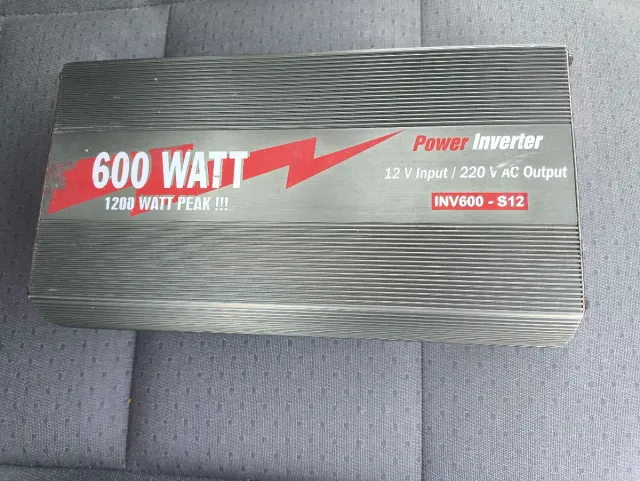 600 WATT
1200 WATT PEAK !!!
Power Inverter
12 V Input / 220 V AC Output
INV600 - S12